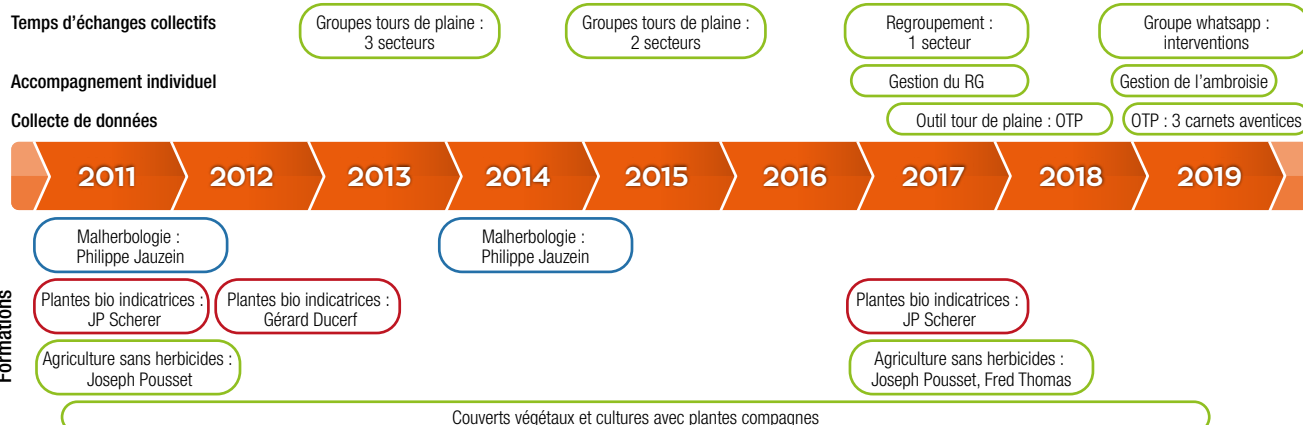 Temps d'échanges collectifs
Groupes tours de plaine :
3 secteurs
Groupes tours de plaine :
2 secteurs
Regroupement :
1 secteur
Groupe whatsapp :
interventions
Accompagnement individuel
Gestion du RG
Gestion de l'ambroisie
Collecte de données
Outil tour de plaine : OTP
OTP : 3 carnets aventices
2011
2012
2013
2014
2015
2016
2017
2018
2019
Formations
Malherbologie :
Philippe Jauzein
Malherbologie :
Philippe Jauzein
Plantes bio indicatrices :
JP Scherer
Plantes bio indicatrices :
Gérard Ducerf
Plantes bio indicatrices :
JP Scherer
Agriculture sans herbicides :
Joseph Pousset
Agriculture sans herbicides :
Joseph Pousset, Fred Thomas
Couverts végétaux et cultures avec plantes compagnes